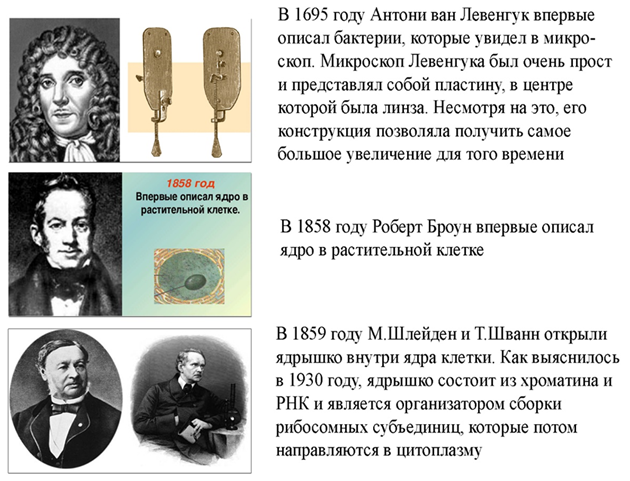 В 1695 году Антони ван Левенгук впервые
описал бактерии, которые увидел в микро-
скоп. Микроскоп Левенгука был очень прост
и представлял собой пластину, в центре
которой была линза. Несмотря на это, его
конструкция позволяла получить самое
большое увеличение для того времени
1858 год
Впервые описал ядро в
растительной клетке.
В 1858 году Роберт Броун впервые описал
ядро в растительной клетке
В 1859 году М.Шлейден и Т.Шванн открыли
ядрышко внутри ядра клетки. Как выяснилось
в 1930 году, ядрышко состоит из хроматина и
РНК и является организатором сборки
рибосомных субъединиц, которые потом
направляются в цитоплазму